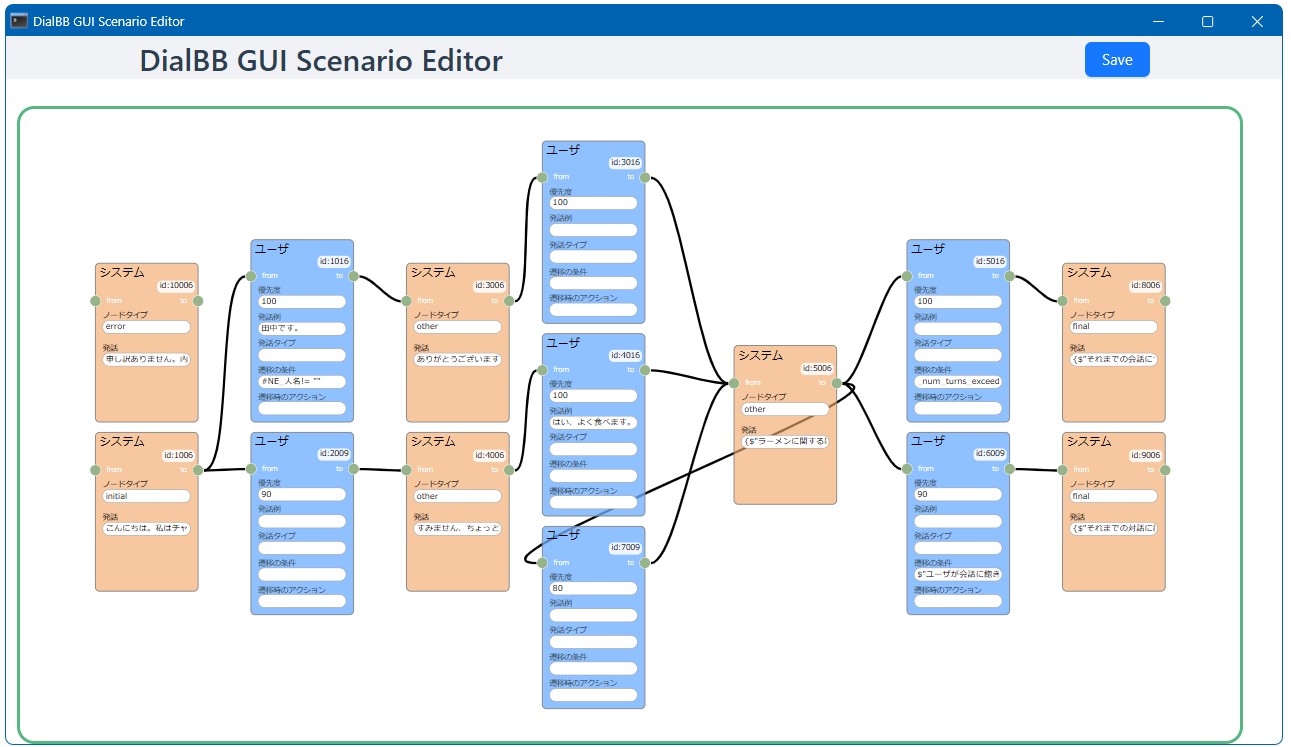 DialBB GUI Scenario Editor
DialBB GUI Scenario Editor
Save
システム
id:10006
from to
ノードタイプ
error
発話
申し訳ありません。内
システム
id:1006
from to
ノードタイプ
initial
発話
こんにちは。私はチャ
ユーザ
id:1016
from to
優先度
100
発話例
田中です。
発話タイプ
遷移の条件
#NE_人名!= ""
遷移時のアクション
ユーザ
id:2009
from to
優先度
90
発話例
発話タイプ
遷移の条件
遷移時のアクション
システム
id:3006
from to
ノードタイプ
other
発話
ありがとうございます
システム
id:4006
from to
ノードタイプ
other
発話
すみません、ちょっと
ユーザ
id:3016
from to
優先度
100
発話例
発話タイプ
遷移の条件
遷移時のアクション
ユーザ
id:4016
from to
優先度
100
発話例
はい、よく食べます。
発話タイプ
遷移の条件
遷移時のアクション
ユーザ
id:7009
from to
優先度
80
発話例
発話タイプ
遷移の条件
遷移時のアクション
システム
id:5006
from to
ノードタイプ
other
発話
{$"ラーメンに関する
ユーザ
id:5016
from to
優先度
100
発話例
発話タイプ
遷移の条件
_num_turns_exceed
遷移時のアクション
ユーザ
id:6009
from to
優先度
90
発話例
発話タイプ
遷移の条件
$"ユーザが会話に飽き
遷移時のアクション
システム
id:8006
from to
ノードタイプ
final
発話
{$"それまでの会話に
システム
id:9006
from to
ノードタイプ
final
発話
{$"それまでの対話に